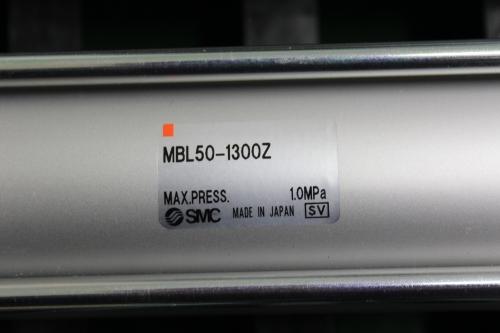 MBL50-1300Z
MAX.PRESS. 1.0MPa
SMC MADE IN JAPAN SV